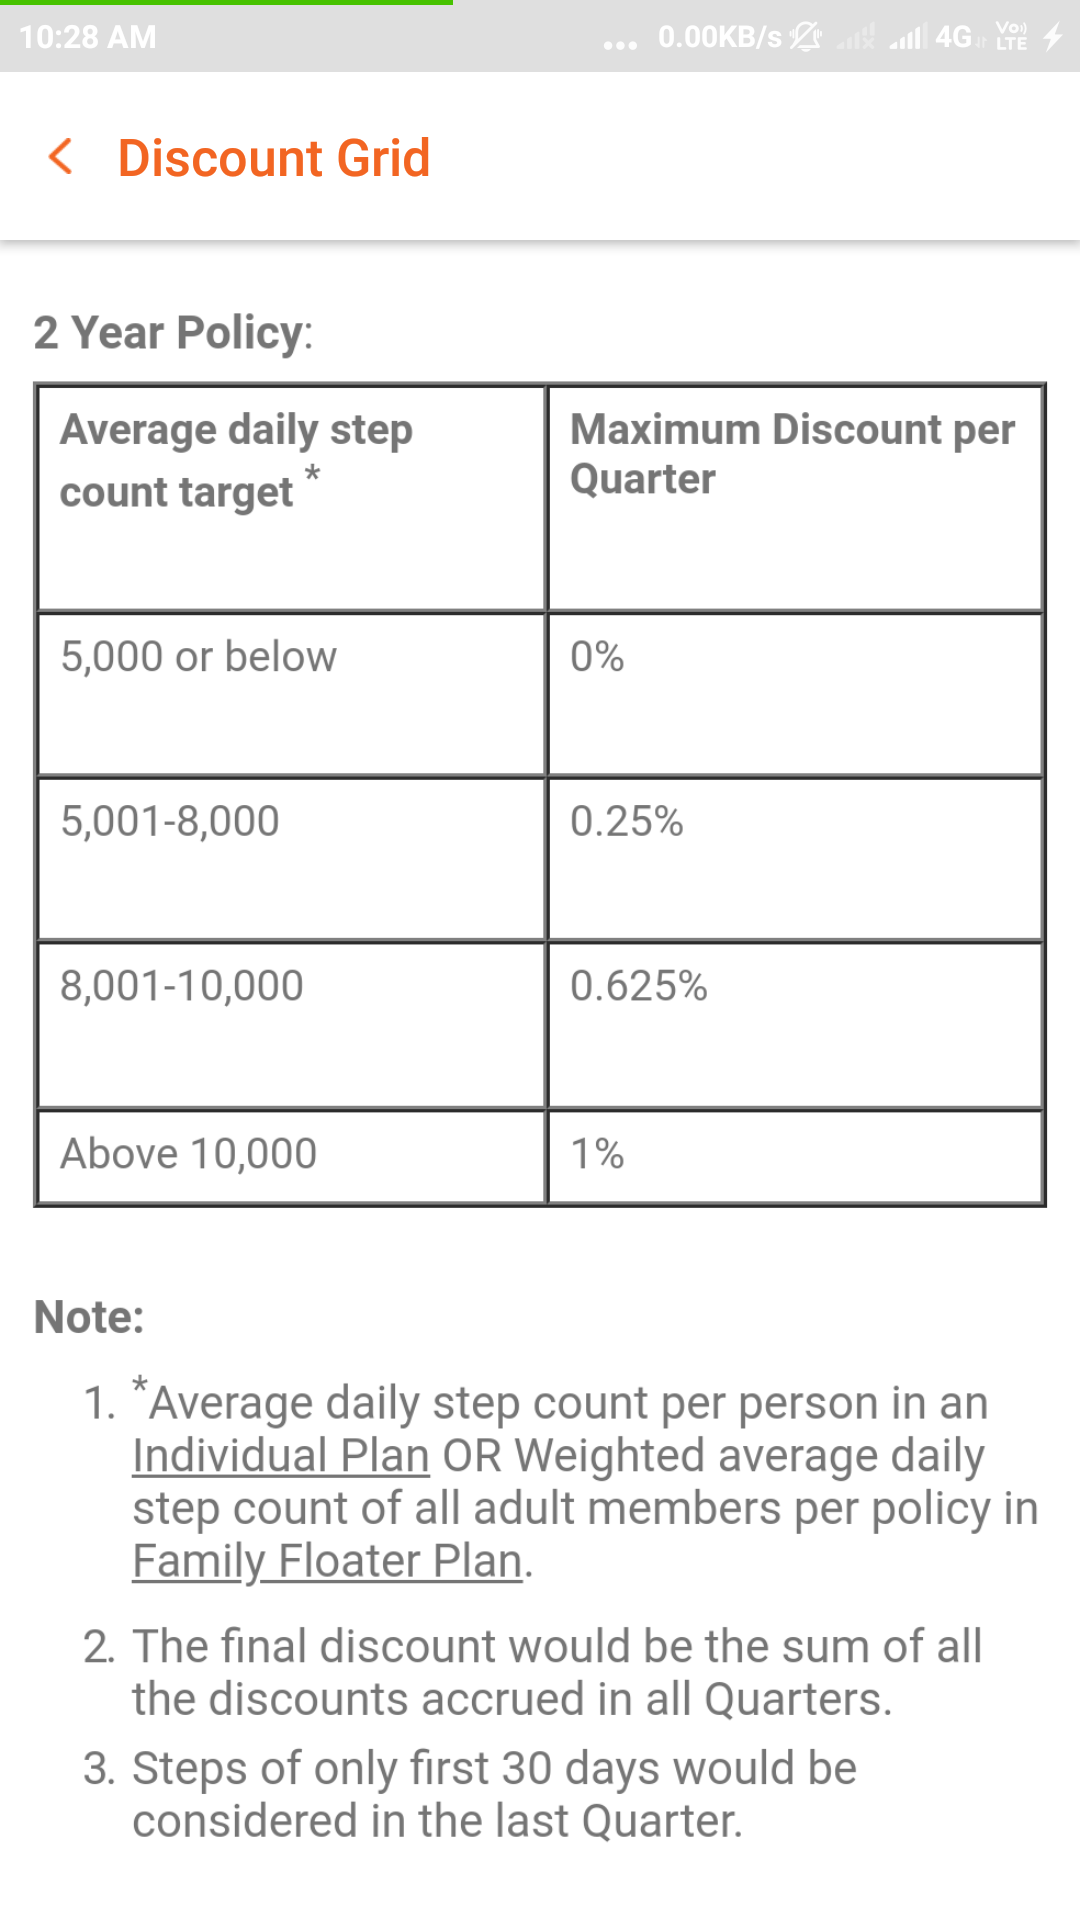 10:28 AM
... 0.00KB/s 4G Vo)) LTE
Discount Grid
2 Year Policy:
Average daily step
count target *
Maximum Discount per
Quarter
5,000 or below
0%
5,001-8,000
0.25%
8,001-10,000
0.625%
Above 10,000
1%
Note:
1. *Average daily step count per person in an
Individual Plan OR Weighted average daily
step count of all adult members per policy in
Family Floater Plan.
2. The final discount would be the sum of all
the discounts accrued in all Quarters.
3. Steps of only first 30 days would be
considered in the last Quarter.